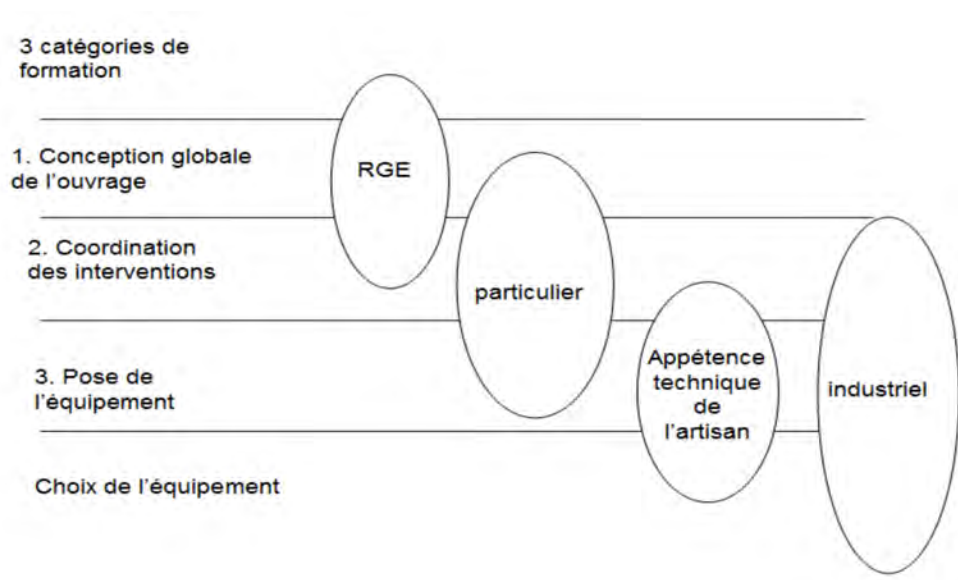 3 catégories de
formation
1. Conception globale
de l'ouvrage
RGE
2. Coordination
des interventions
particulier
3. Pose de
l'équipement
Appétence
technique
de
l'artisan
industriel
Choix de l'équipement